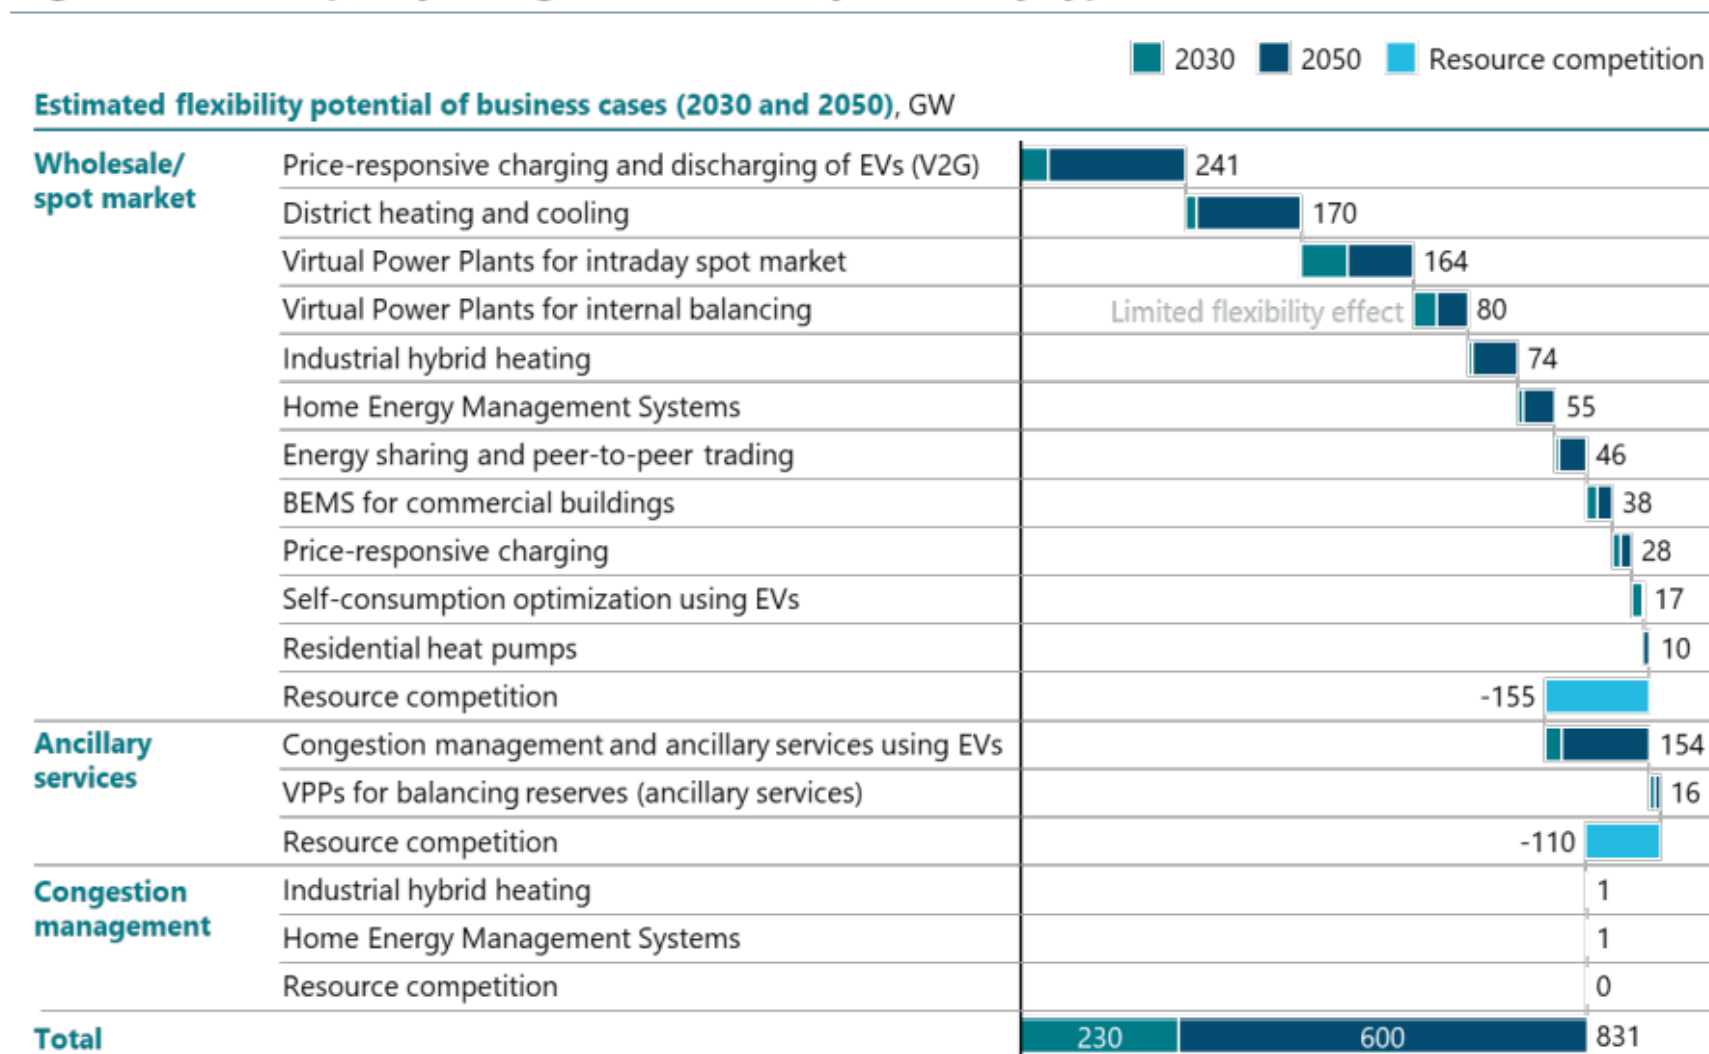 2030 2050 Resource competition
Estimated flexibility potential of business cases (2030 and 2050), GW
Wholesale/
spot market
Price-responsive charging and discharging of EVs (V2G) 241
District heating and cooling 170
Virtual Power Plants for intraday spot market 164
Virtual Power Plants for internal balancing Limited flexibility effect 80
Industrial hybrid heating 74
Home Energy Management Systems 55
Energy sharing and peer-to-peer trading 46
BEMS for commercial buildings 38
Price-responsive charging 28
Self-consumption optimization using EVs 17
Residential heat pumps 10
Resource competition -155
Ancillary
services
Congestion management and ancillary services using EVs 154
VPPs for balancing reserves (ancillary services) 16
Resource competition -110
Congestion
management
Industrial hybrid heating 1
Home Energy Management Systems 1
Resource competition 0
Total 230 600 831